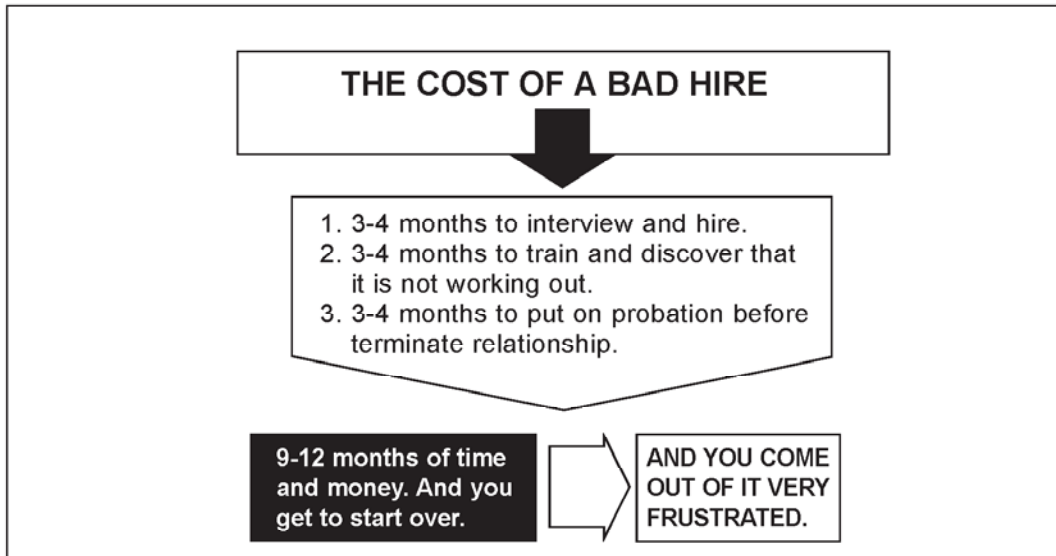 THE COST OF A BAD HIRE
1. 3-4 months to interview and hire.
2. 3-4 months to train and discover that
it is not working out.
3. 3-4 months to put on probation before
terminate relationship.
9-12 months of time
and money. And you
get to start over.
AND YOU COME
OUT OF IT VERY
FRUSTRATED.